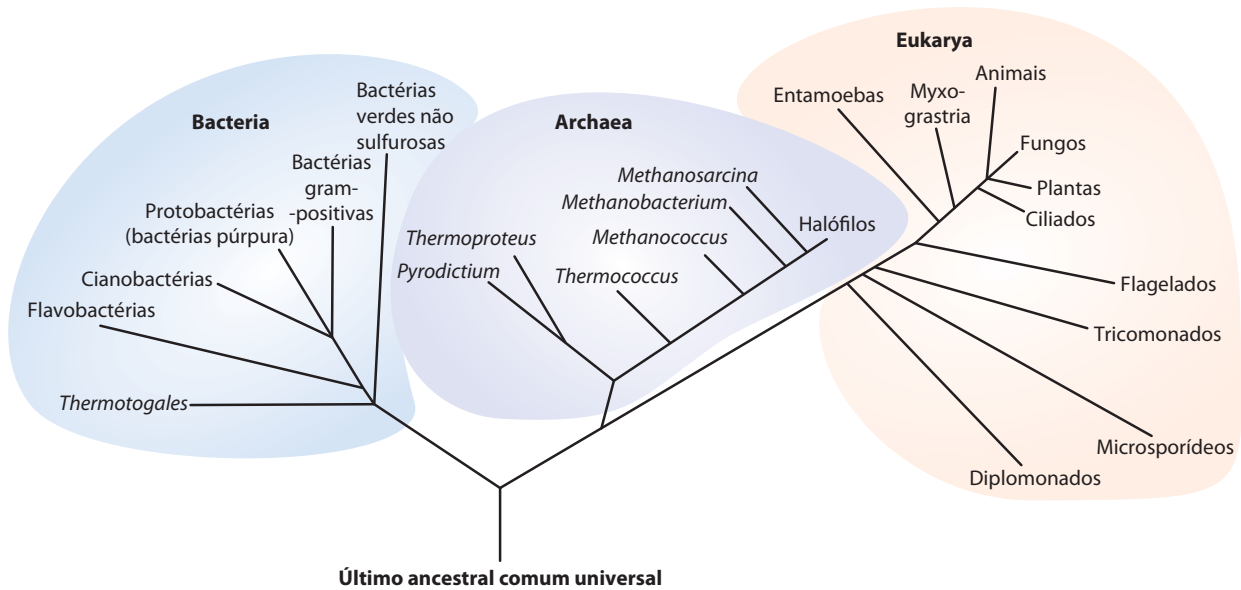 Bacteria
Bactérias
verdes não
sulfurosas
Bactérias
gram-
-positivas
Protobactérias
(bactérias púrpura)
Cianobactérias
Flavobactérias
Thermotogales
Archaea
Methanosarcina
Methanobacterium
Halófilos
Methanococcus
Thermoproteus
Pyrodictium
Thermococcus
Eukarya
Animais
Entamoebas
Myxo-
grastria
Fungos
Plantas
Ciliados
Flagelados
Tricomonados
Microsporídeos
Diplomonados
Último ancestral comum universal